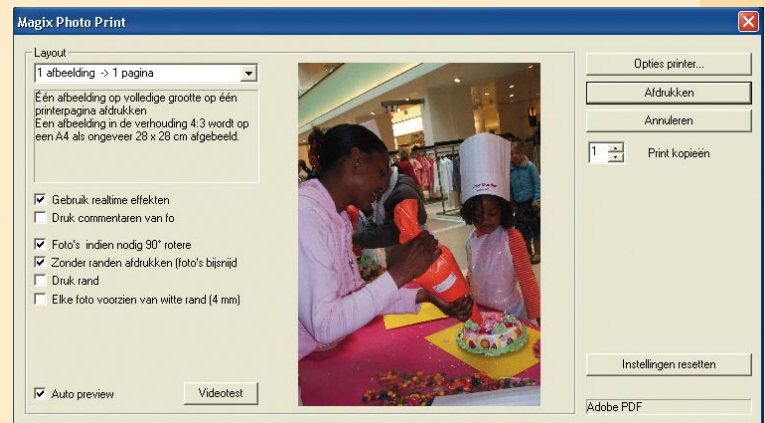 Magix Photo Print
Layout
1 afbeelding -> 1 pagina
Één afbeelding op volledige grootte op één
printerpagina afdrukken
Een afbeelding in de verhouding 4:3 wordt op
een A4 als ongeveer 28 x 28 cm afgebeeld.
Gebruik realtime effekten
Druk commentaren van fo
Foto's indien nodig 90° rotere
Zonder randen afdrukken (foto's bijsnijd
Druk rand
Elke foto voorzien van witte rand (4 mm)
Auto preview
Videotest
Opties printer...
Afdrukken
Annuleren
1 Print kopieën
Instellingen resetten
Adobe PDF